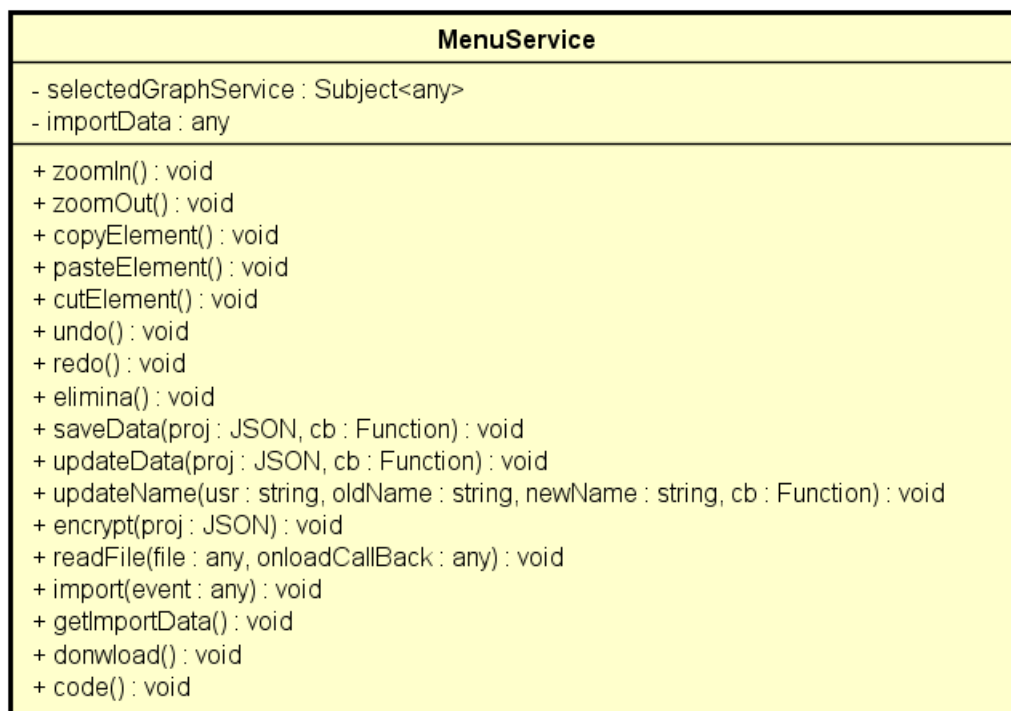 MenuService
- selectedGraphService : Subject<any>
- importData : any
+ zoomIn() : void
+ zoomOut() : void
+ copyElement() : void
+ pasteElement() : void
+ cutElement() : void
+ undo() : void
+ redo() : void
+ elimina() : void
+ saveData(proj : JSON, cb : Function) : void
+ updateData(proj : JSON, cb : Function) : void
+ updateName(usr : string, oldName : string, newName : string, cb : Function) : void
+ encrypt(proj : JSON) : void
+ readFile(file : any, onloadCallBack : any) : void
+ import(event : any) : void
+ getImportData() : void
+ donwload() : void
+ code() : void